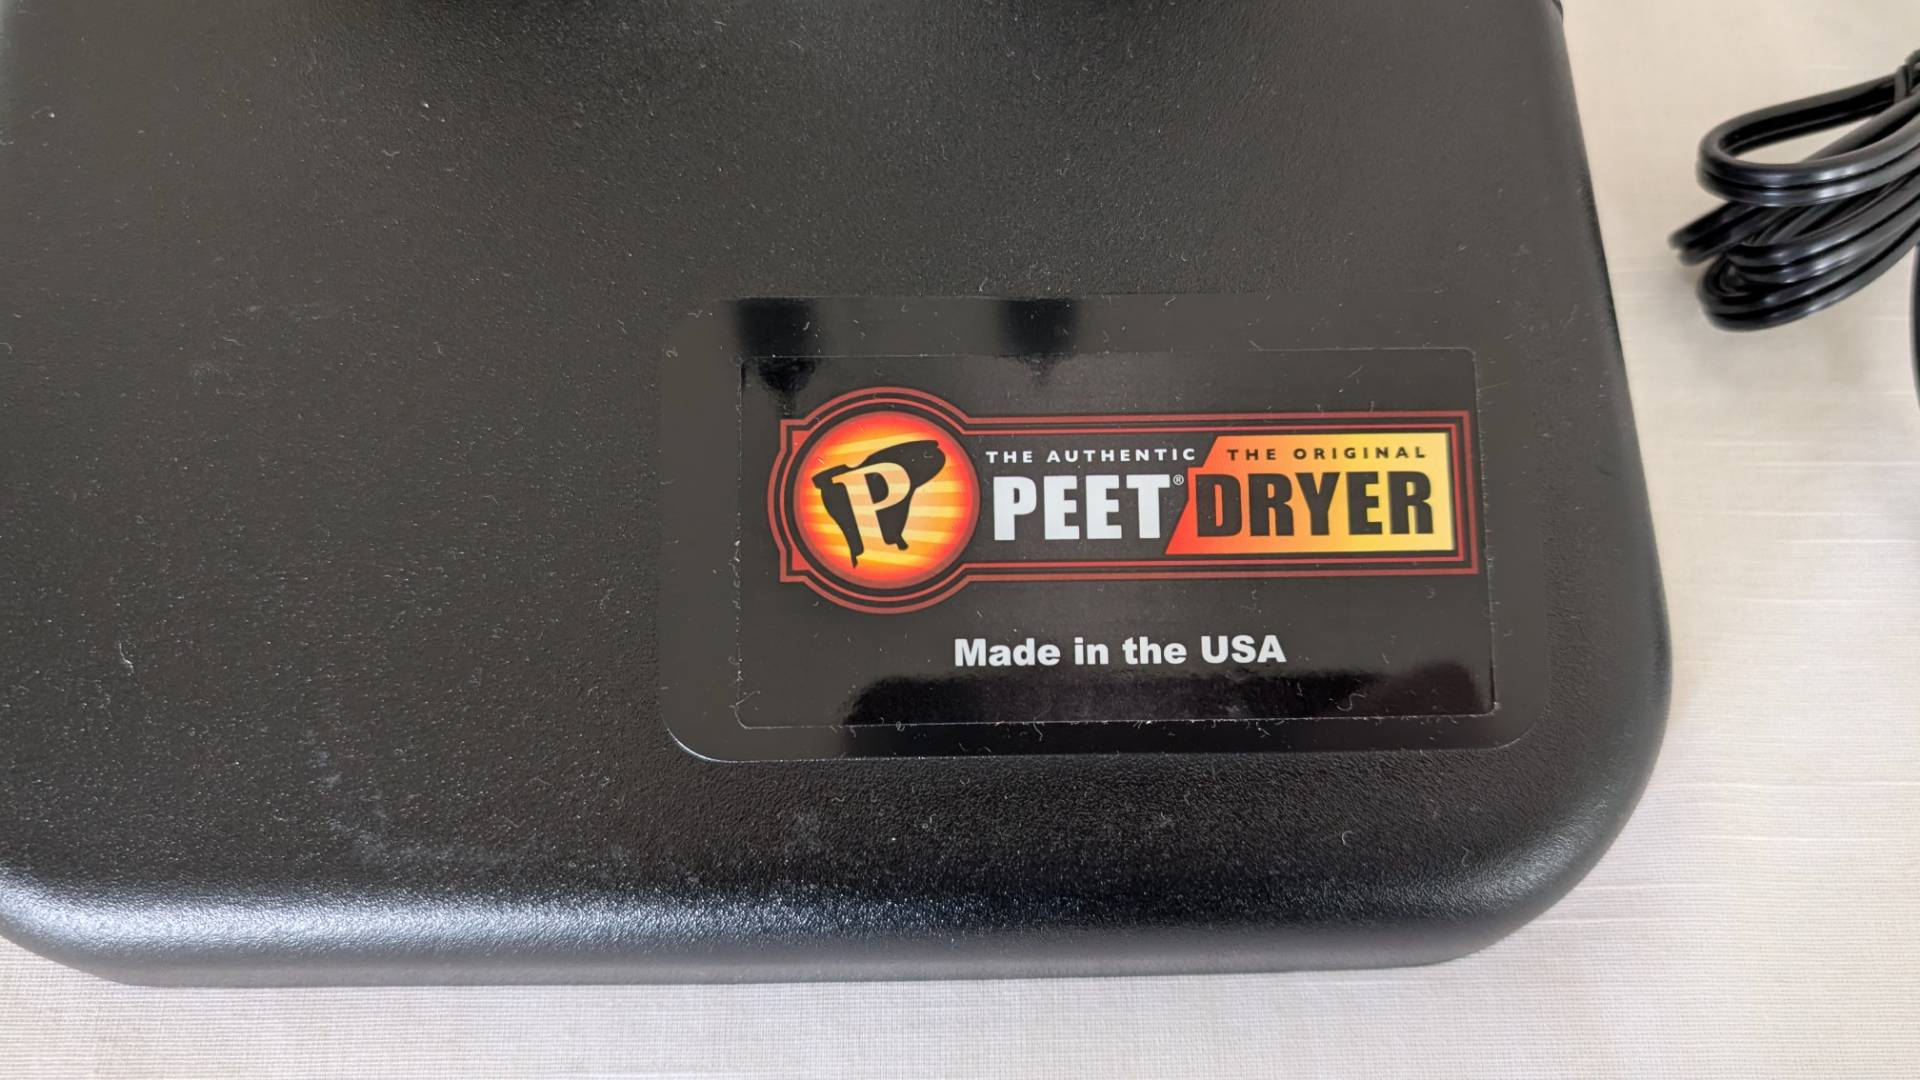 THE AUTHENTIC THE ORIGINAL
P PEET® DRYER
Made in the USA